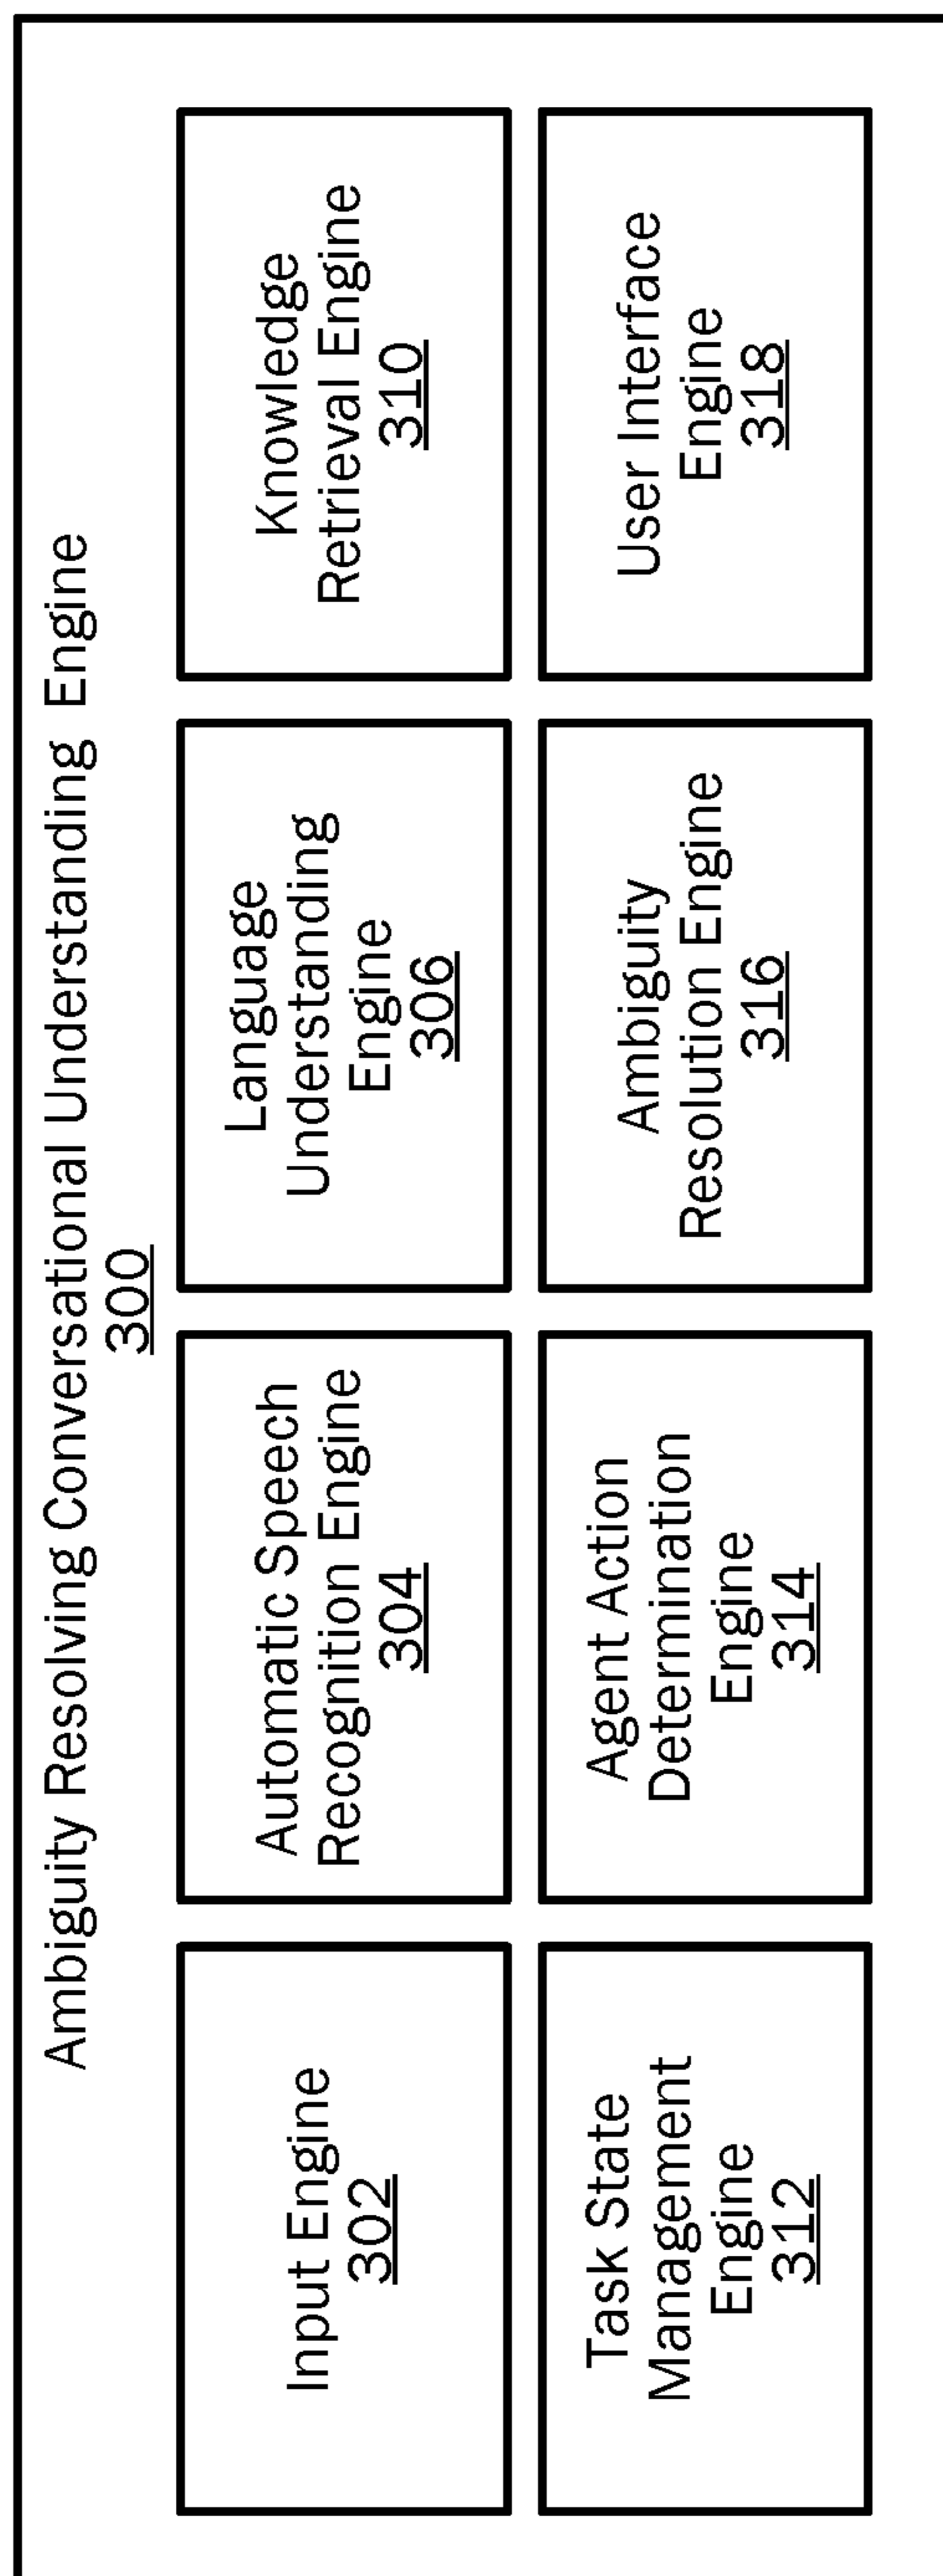 Ambiguity Resolving Conversational Understanding Engine
300
Input Engine
302
Automatic Speech
Recognition Engine
304
Language
Understanding
Engine
306
Knowledge
Retrieval Engine
310
Task State
Management
Engine
312
Agent Action
Determination
Engine
314
Ambiguity
Resolution Engine
316
User Interface
Engine
318